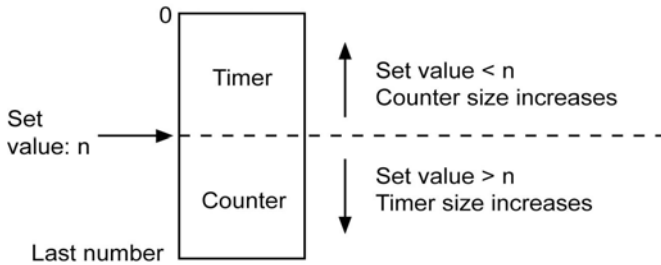 0
Timer
Set value < n
Counter size increases
Set
value: n
Set value > n
Timer size increases
Counter
Last number